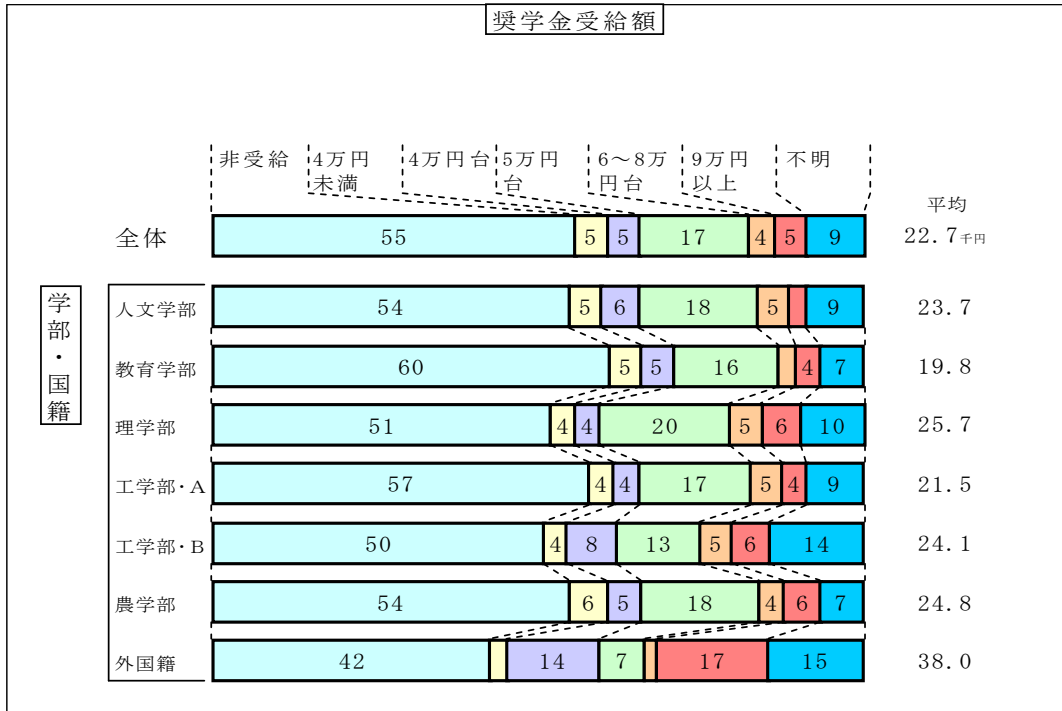 奨学金受給額
非受給 4万円未満 4万円台 5万円台 6～8万円台 9万円以上 不明
平均
全体 55 5 5 17 4 5 9 22.7千円
学部・国籍
人文学部 54 5 6 18 5 9 23.7
教育学部 60 5 5 16 4 7 19.8
理学部 51 4 4 20 5 6 10 25.7
工学部・A 57 4 4 17 5 4 9 21.5
工学部・B 50 4 8 13 5 6 14 24.1
農学部 54 6 5 18 4 6 7 24.8
外国籍 42 14 7 17 15 38.0